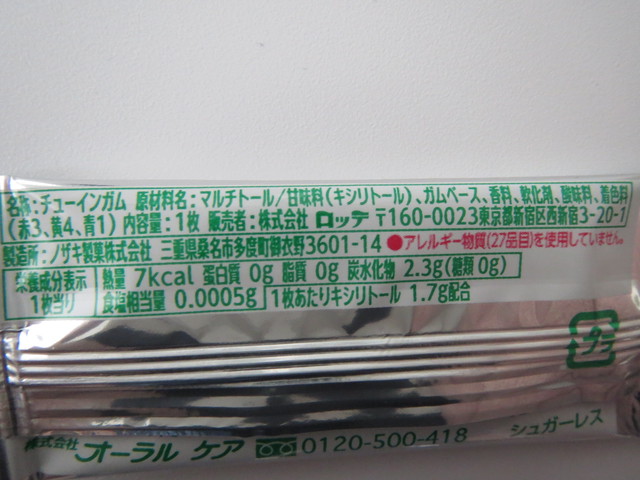 名称:チューインガム 原材料名:マルチトール/甘味料(キシリトール)、ガムベース、香料、軟化剤、酸味料、着色料
(赤3、黄4、青1) 内容量:1枚 販売者:株式会社 ロッテ 〒160-0023東京都新宿区西新宿3-20-1
製造所:ノザキ製菓株式会社 三重県桑名市多度町御衣野3601-14 ●アレルギー物質(27品目)を使用していません。
栄養成分表示 熱量 7kcal 蛋白質 0g 脂質 0g 炭水化物 2.3g(糖類 0g)
1枚当り 食塩相当量 0.0005g 1枚あたりキシリトール 1.7g配合
プラ
株式会社 オーラル ケア 0120-500-418 シュガーレス